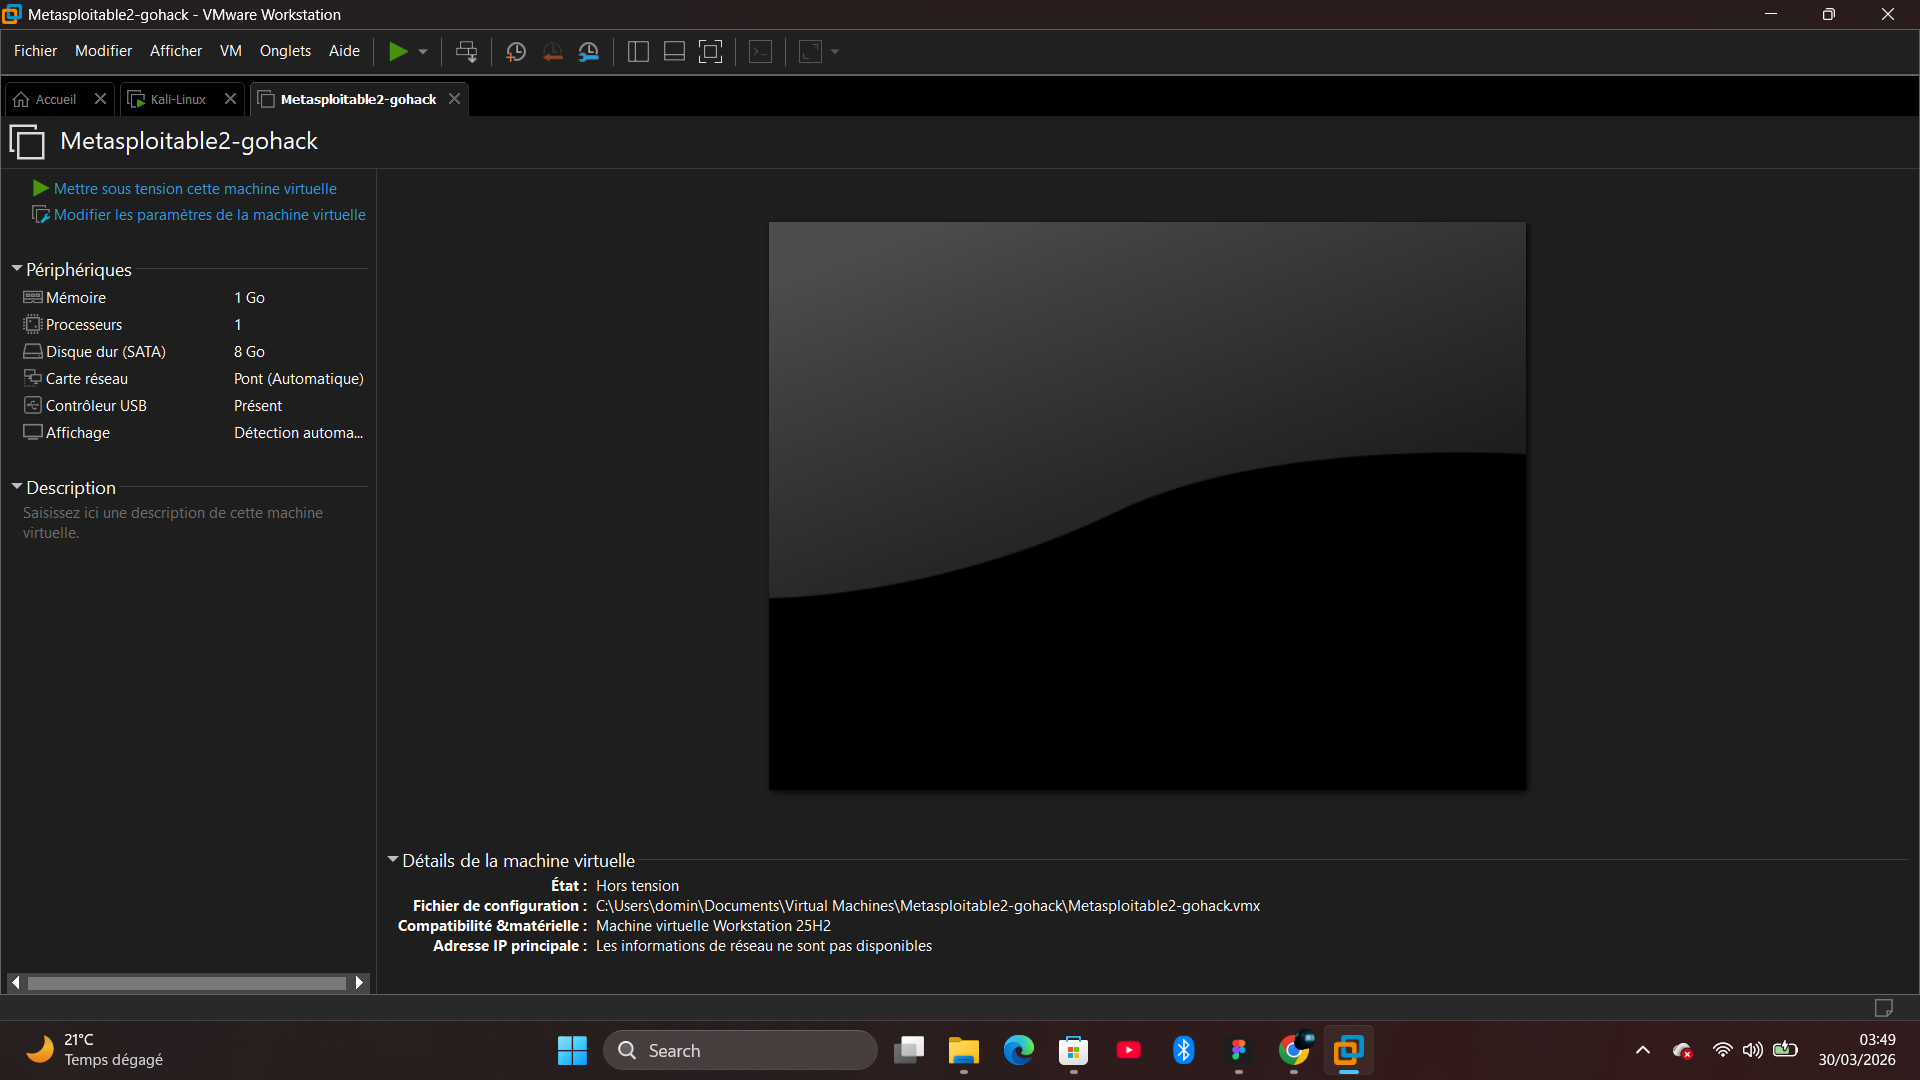 Metasploitable2-gohack - VMware Workstation
Fichier Modifier Afficher VM Onglets Aide
Accueil
Kali-Linux
Metasploitable2-gohack
Metasploitable2-gohack
Mettre sous tension cette machine virtuelle
Modifier les paramètres de la machine virtuelle
Périphériques
Mémoire 1 Go
Processeurs 1
Disque dur (SATA) 8 Go
Carte réseau Pont (Automatique)
Contrôleur USB Présent
Affichage Détection automa...
Description
Saisissez ici une description de cette machine
virtuelle.
Détails de la machine virtuelle
État : Hors tension
Fichier de configuration : C:\Users\domin\Documents\Virtual Machines\Metasploitable2-gohack\Metasploitable2-gohack.vmx
Compatibilité &matérielle : Machine virtuelle Workstation 25H2
Adresse IP principale : Les informations de réseau ne sont pas disponibles
21°C
Temps dégagé
Search
03:49
30/03/2026